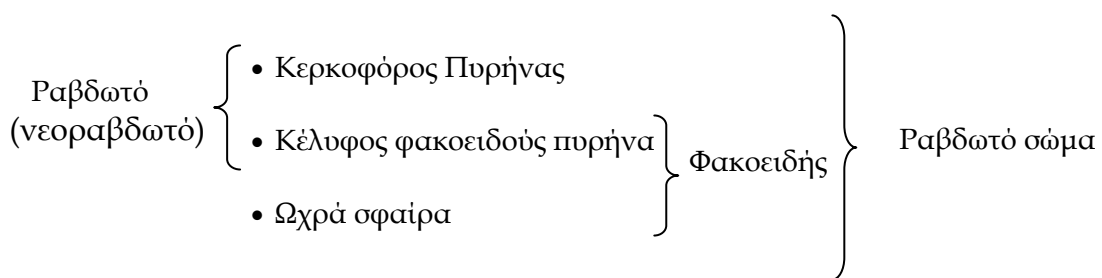 Ραβδωτό
(νεοραβδωτό)
• Κερκοφόρος Πυρήνας
• Κέλυφος φακοειδούς πυρήνα
• Ωχρά σφαίρα
Φακοειδής
Ραβδωτό σώμα